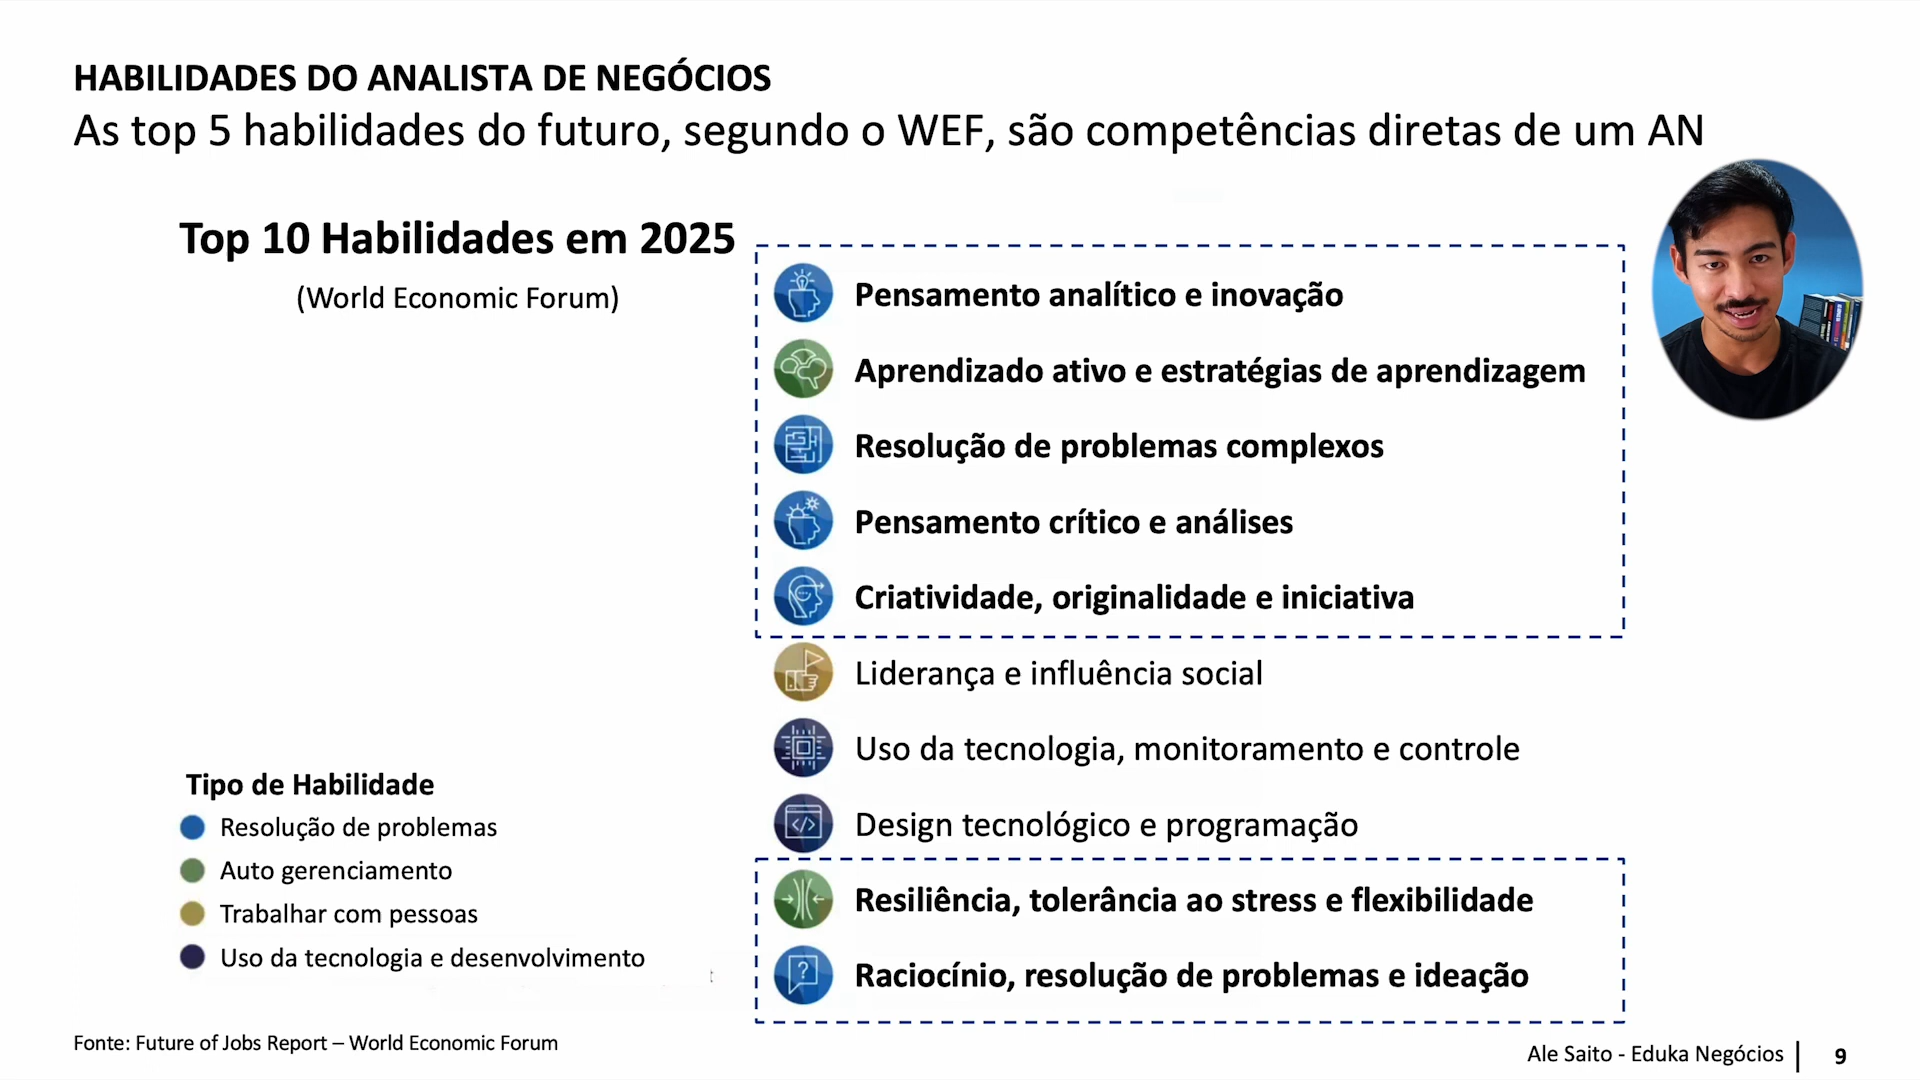 HABILIDADES DO ANALISTA DE NEGÓCIOS
As top 5 habilidades do futuro, segundo o WEF, são competências diretas de um AN
Top 10 Habilidades em 2025
(World Economic Forum)
Pensamento analítico e inovação
Aprendizado ativo e estratégias de aprendizagem
Resolução de problemas complexos
Pensamento crítico e análises
Criatividade, originalidade e iniciativa
Liderança e influência social
Uso da tecnologia, monitoramento e controle
Design tecnológico e programação
Resiliência, tolerância ao stress e flexibilidade
Raciocínio, resolução de problemas e ideação
Tipo de Habilidade
Resolução de problemas
Auto gerenciamento
Trabalhar com pessoas
Uso da tecnologia e desenvolvimento
Fonte: Future of Jobs Report – World Economic Forum
Ale Saito - Eduka Negócios | 9